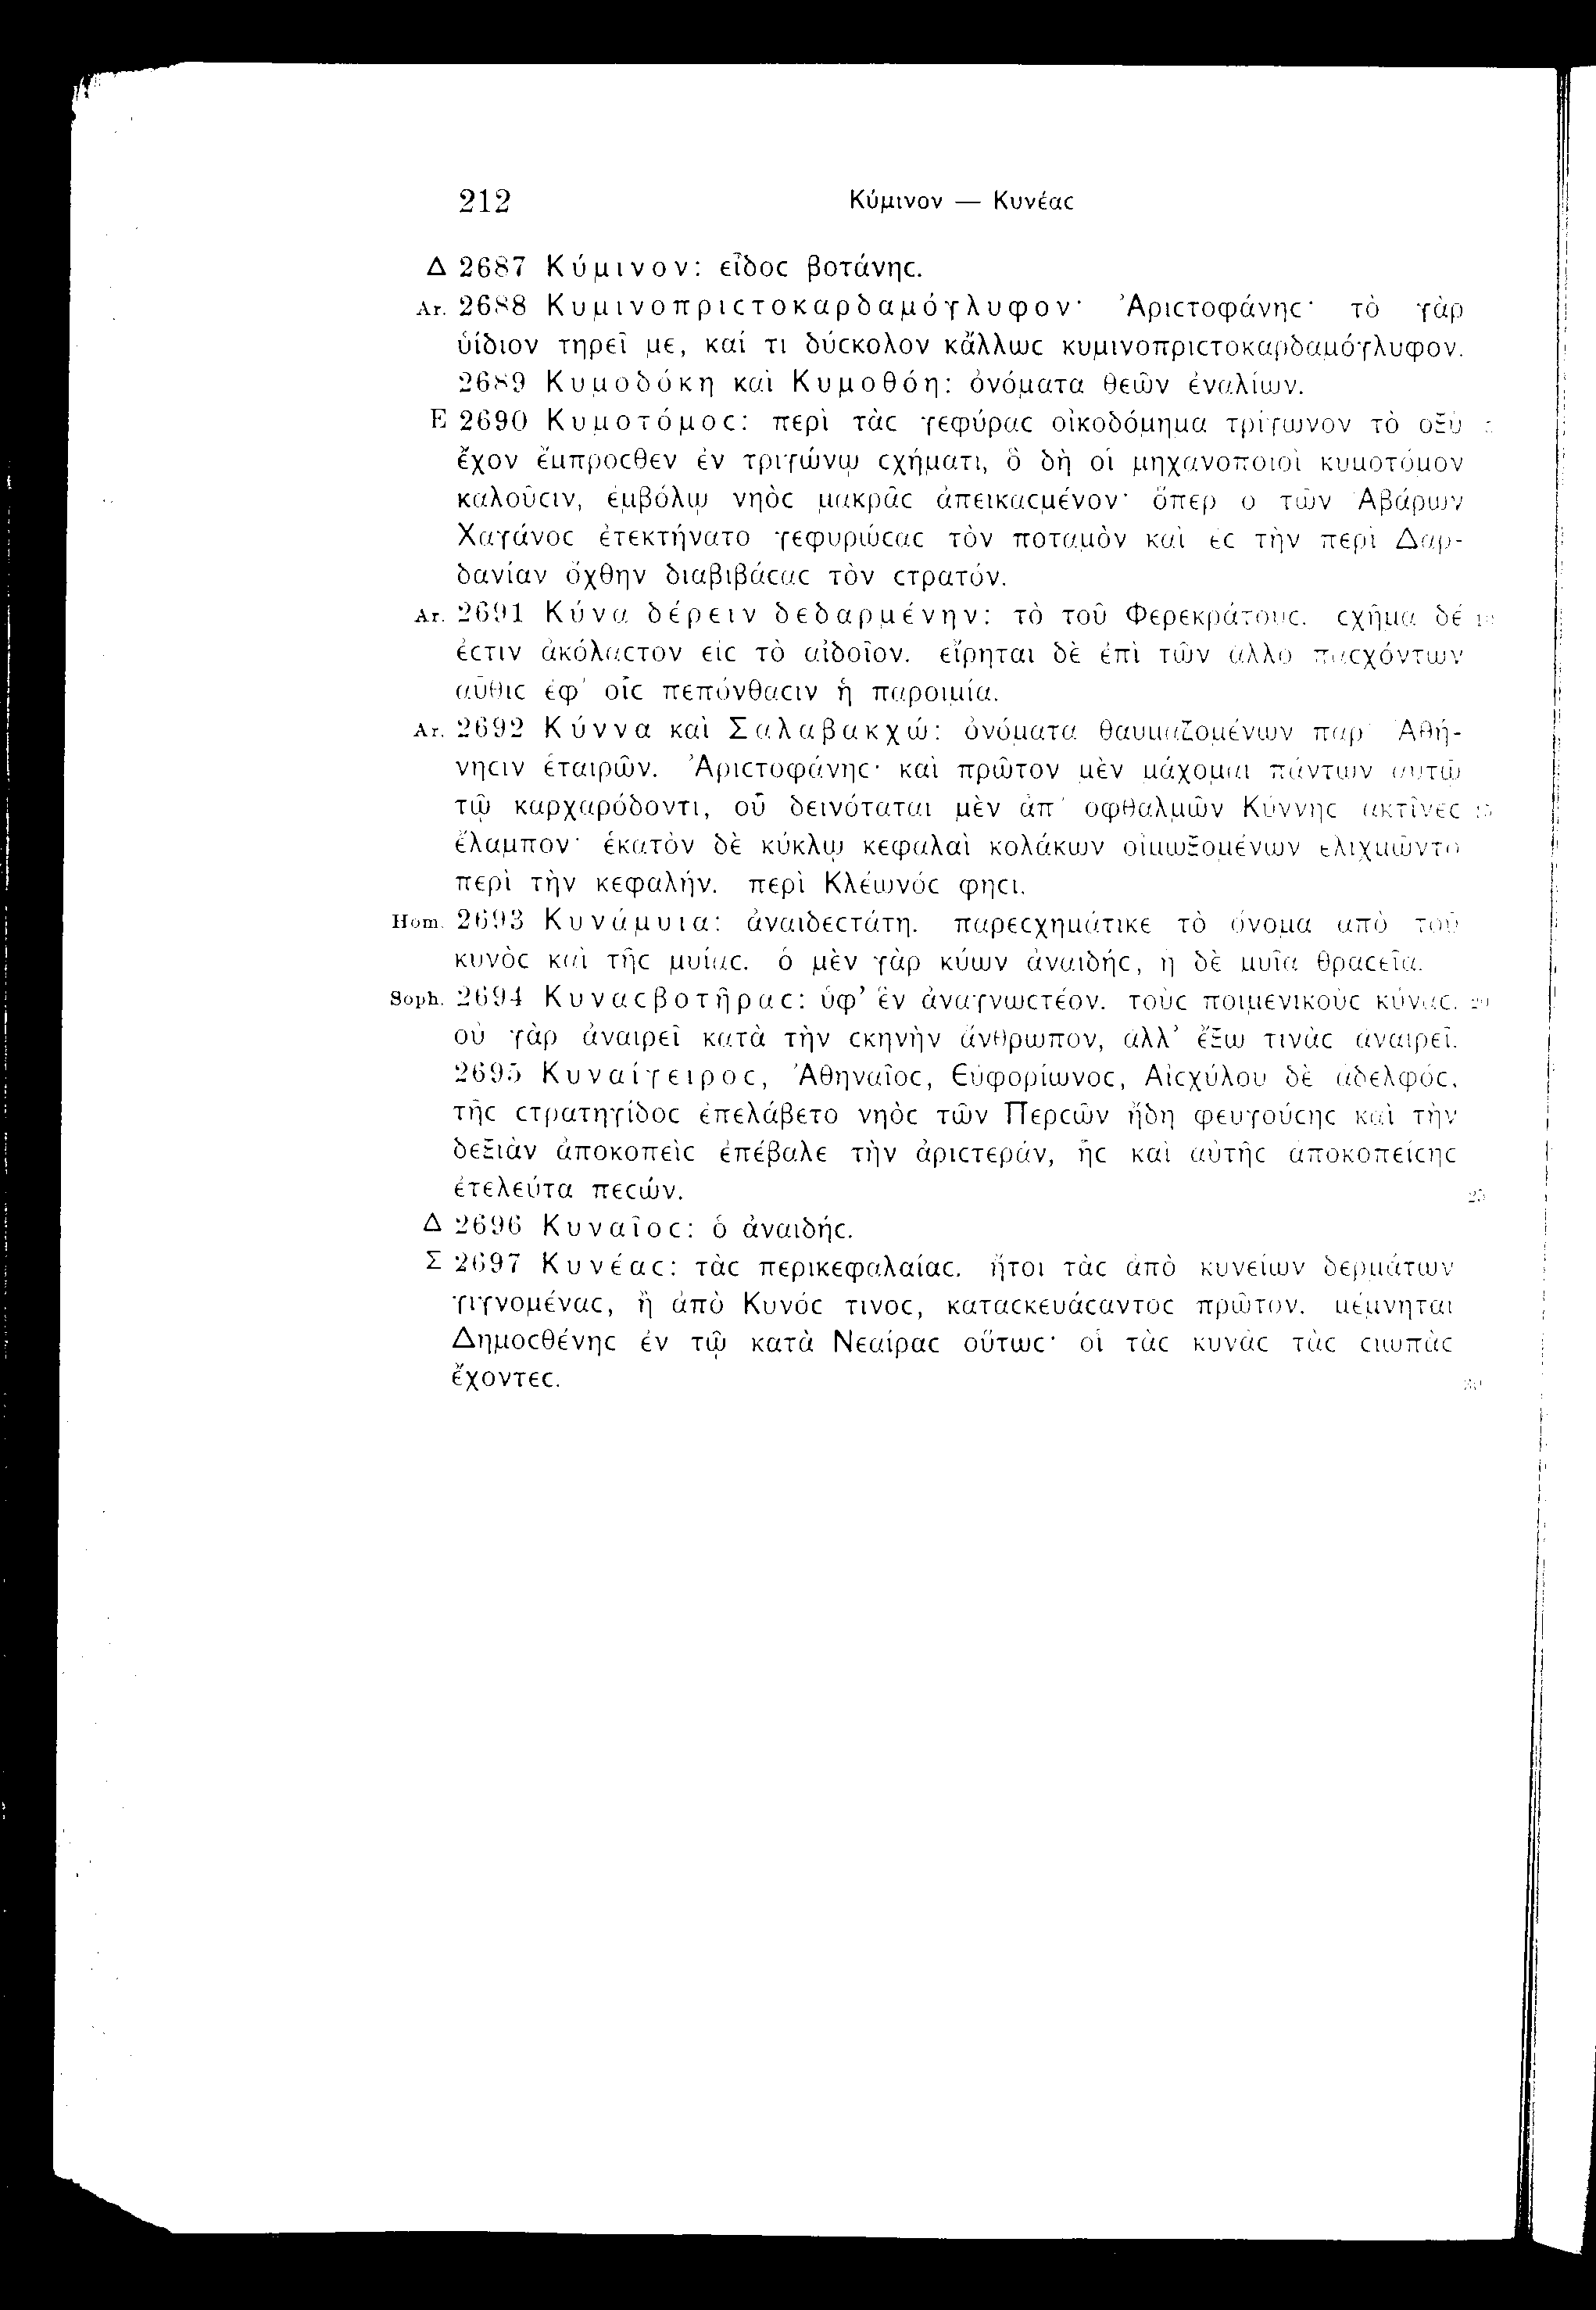 212 Κύμινον — Κυνέαϲ
Δ 2687 Κύμινον: εἶδοϲ βοτάνηϲ.
Ar. 2688 Κυμινοπριϲτοκαρδαμόγλυφον· Ἀριϲτοφάνηϲ· τὸ γὰρ
ὑίδιον τηρεῖ με, καί τι δύϲκολον κἄλλωϲ κυμινοπριϲτοκαρδαμόγλυφον.
2689 Κυμοδόκη καὶ Κυμοθόη: ὀνόματα θεῶν ἐναλίων.
E 2690 Κυμοτόμοϲ: περὶ τὰϲ γεφύραϲ οἰκοδόμημα τρίγωνον τὸ ὀξὺ 5
ἔχον ἔμπροϲθεν ἐν τριγώνῳ ϲχήματι, ὃ δὴ οἱ μηχανοποιοὶ κυμοτόμον
καλοῦϲιν, ἐμβόλῳ νηὸϲ μακρᾶϲ ἀπεικαϲμένον· ὅπερ ὁ τῶν Ἀβάρων
Χαγάνοϲ ἐτεκτήνατο γεφυρώϲαϲ τὸν ποταμὸν καὶ ἐϲ τὴν περὶ Δαρ-
δανίαν ὄχθην διαβιβάϲαϲ τὸν ϲτρατόν.
Ar. 2691 Κύνα δέρειν δεδαρμένην: τὸ τοῦ Φερεκράτουϲ. ϲχῆμα δέ 10
ἐϲτιν ἀκόλαϲτον εἰϲ τὸ αἰδοῖον. εἴρηται δὲ ἐπὶ τῶν ἄλλο παϲχόντων
αὖθιϲ ἐφ' οἷϲ πεπόνθαϲιν ἡ παροιμία.
Ar. 2692 Κύννα καὶ Σαλαβακχώ: ὀνόματα θαυμαζομένων παρ' Ἀθή-
νηϲιν ἑταιρῶν. Ἀριϲτοφάνηϲ· καὶ πρῶτον μὲν μάχομαι πάντων αὐτῷ
τῷ καρχαρόδοντι, οὗ δεινόταται μὲν ἀπ' ὀφθαλμῶν Κύννηϲ ἀκτῖνεϲ 15
ἔλαμπον· ἑκατὸν δὲ κύκλῳ κεφαλαὶ κολάκων οἰμωξομένων ἐλιχμῶντο
περὶ τὴν κεφαλήν. περὶ Κλέωνόϲ φηϲι.
Hom. 2693 Κυνάμυια: ἀναιδεϲτάτη. παρεϲχημάτικε τὸ ὄνομα ἀπὸ τοῦ
κυνὸϲ καὶ τῆϲ μυίαϲ. ὁ μὲν γὰρ κύων ἀναιδήϲ, ἡ δὲ μυῖα θραϲεῖα.
Soph. 2694 Κυναϲβοτῆραϲ: ὑφ' ἓν ἀναγνωϲτέον. τοὺϲ ποιμενικοὺϲ κύναϲ. 20
οὐ γὰρ ἀναιρεῖ κατὰ τὴν ϲκηνὴν ἄνθρωπον, ἀλλ' ἔξω τινὰϲ ἀναιρεῖ.
2695 Κυναίγειροϲ, Ἀθηναῖοϲ, Εὐφορίωνοϲ, Αἰϲχύλου δὲ ἀδελφόϲ,
τῆϲ ϲτρατηγίδοϲ ἐπελάβετο νηὸϲ τῶν Περϲῶν ἤδη φευγούϲηϲ καὶ τὴν
δεξιὰν ἀποκοπεὶϲ ἐπέβαλε τὴν ἀριϲτεράν, ἧϲ καὶ αὐτῆϲ ἀποκοπείϲηϲ
ἐτελεύτα πεϲών. 25
Δ 2696 Κυναῖοϲ: ὁ ἀναιδήϲ.
Σ 2697 Κυνέαϲ: τὰϲ περικεφαλαίαϲ. ἤτοι τὰϲ ἀπὸ κυνείων δερμάτων
γιγνομέναϲ, ἢ ἀπὸ Κυνόϲ τινοϲ, καταϲκευάϲαντοϲ πρῶτον. μέμνηται
Δημοϲθένηϲ ἐν τῷ κατὰ Νεαίραϲ οὕτωϲ· οἱ τὰϲ κυνᾶϲ τὰϲ ϲιωπὰϲ
ἔχοντεϲ. 30